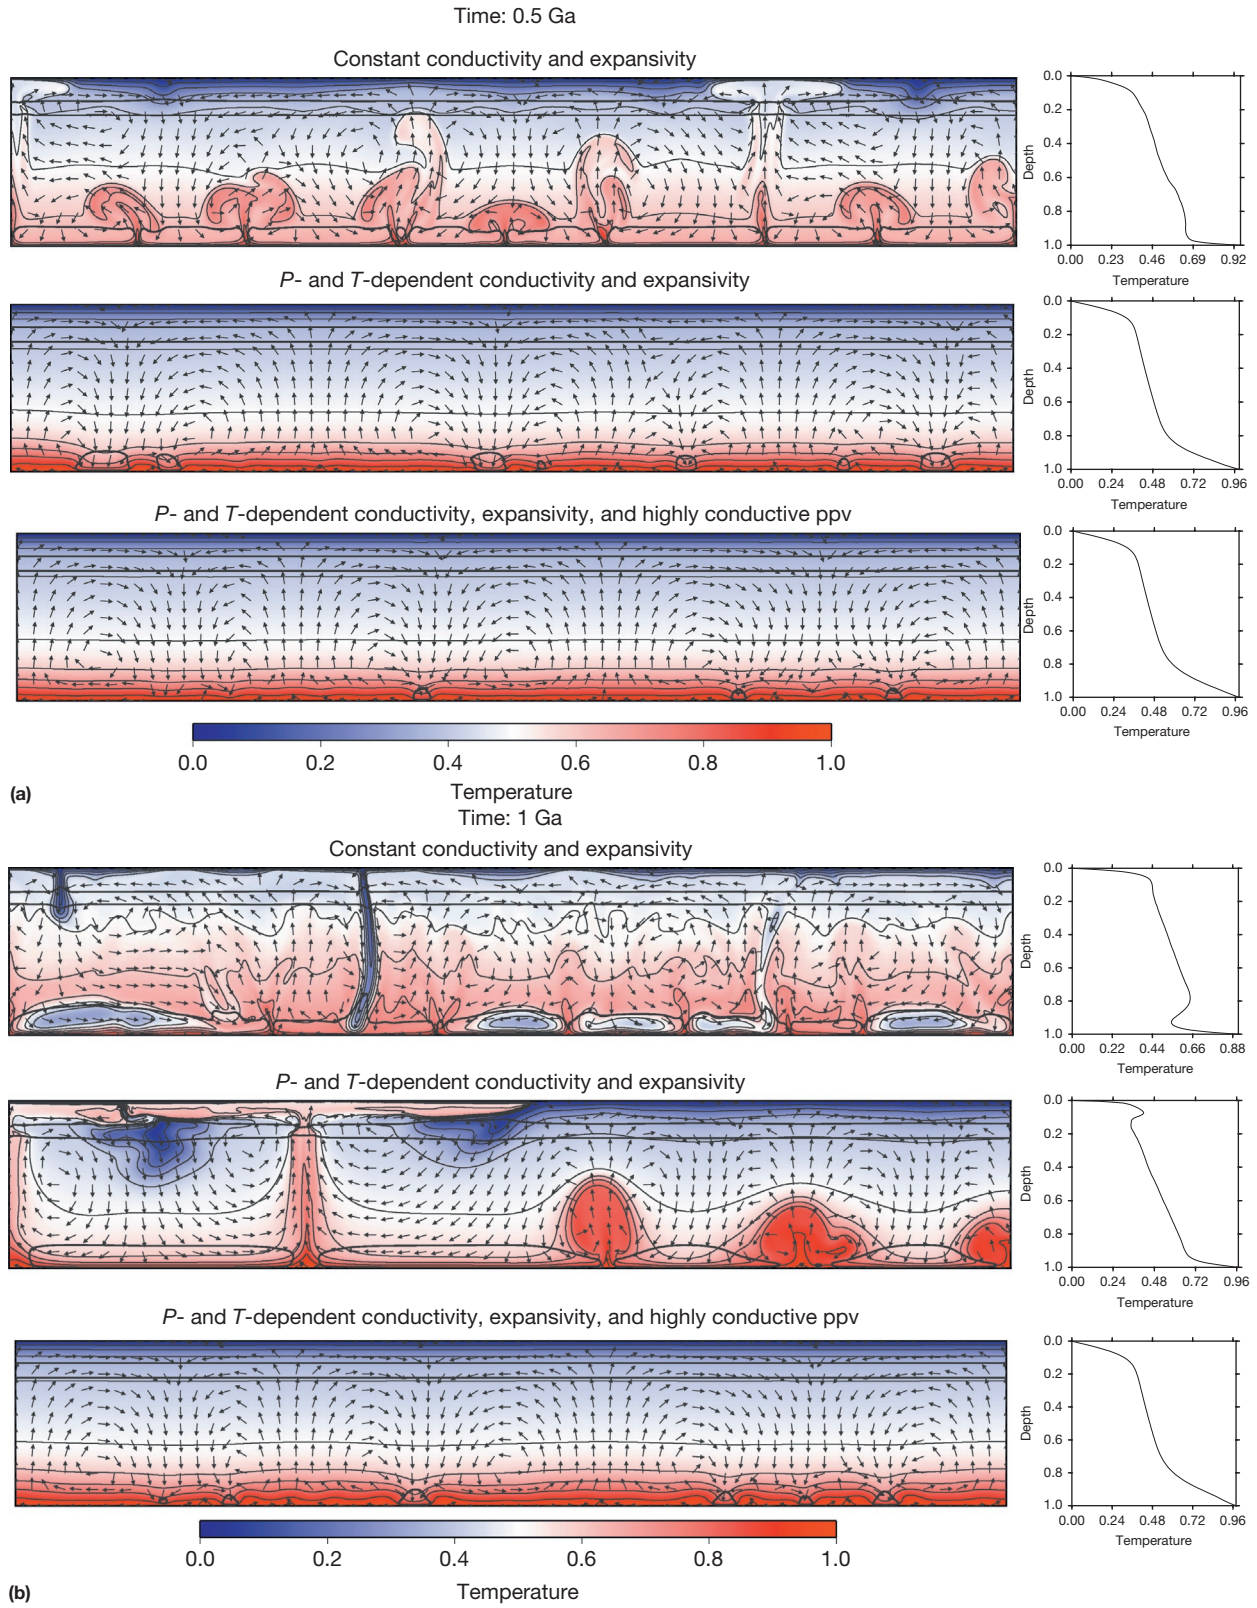 Time: 0.5 Ga
Constant conductivity and expansivity
0.0
0.2
0.4
0.6
0.8
1.0
Depth
0.00 0.23 0.46 0.69 0.92
Temperature
P- and T-dependent conductivity and expansivity
0.0
0.2
0.4
0.6
0.8
1.0
Depth
0.00 0.24 0.48 0.72 0.96
Temperature
P- and T-dependent conductivity, expansivity, and highly conductive ppv
0.0
0.2
0.4
0.6
0.8
1.0
Depth
0.00 0.24 0.48 0.72 0.96
Temperature
0.0 0.2 0.4 0.6 0.8 1.0
Temperature
(a)
Time: 1 Ga
Constant conductivity and expansivity
0.0
0.2
0.4
0.6
0.8
1.0
Depth
0.00 0.22 0.44 0.66 0.88
Temperature
P- and T-dependent conductivity and expansivity
0.0
0.2
0.4
0.6
0.8
1.0
Depth
0.00 0.24 0.48 0.72 0.96
Temperature
P- and T-dependent conductivity, expansivity, and highly conductive ppv
0.0
0.2
0.4
0.6
0.8
1.0
Depth
0.00 0.24 0.48 0.72 0.96
Temperature
0.0 0.2 0.4 0.6 0.8 1.0
Temperature
(b)